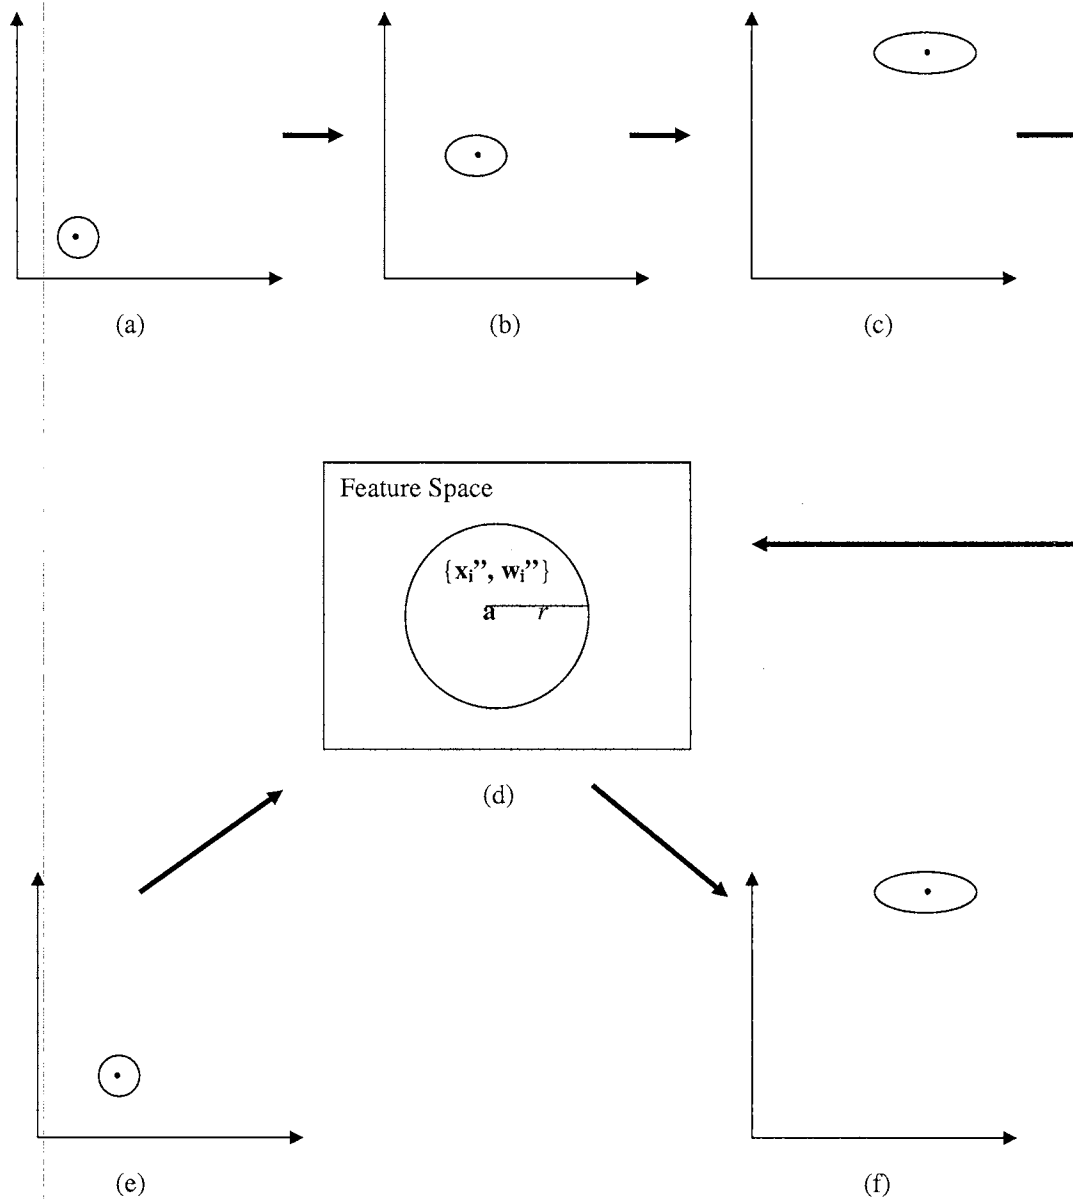 (a)
(b)
(c)
Feature Space
{xᵢ”, wᵢ”}
a r
(d)
(e)
(f)